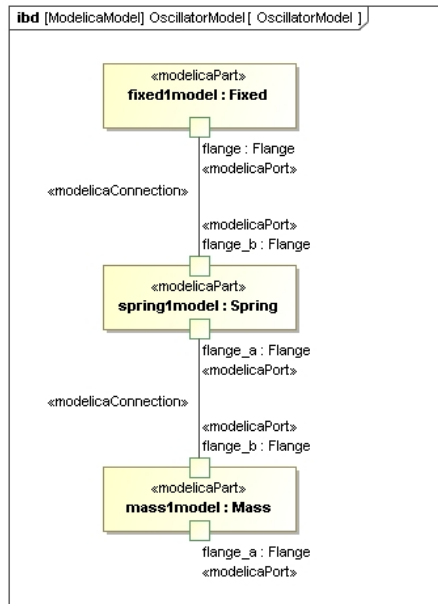 ibd [ModelicaModel] OscillatorModel[ OscillatorModel ]
«modelicaPart»
fixed1model : Fixed
flange : Flange
«modelicaPort»
«modelicaConnection»
«modelicaPort»
flange_b : Flange
«modelicaPart»
spring1model : Spring
flange_a : Flange
«modelicaPort»
«modelicaConnection»
«modelicaPort»
flange_b : Flange
«modelicaPart»
mass1model : Mass
flange_a : Flange
«modelicaPort»